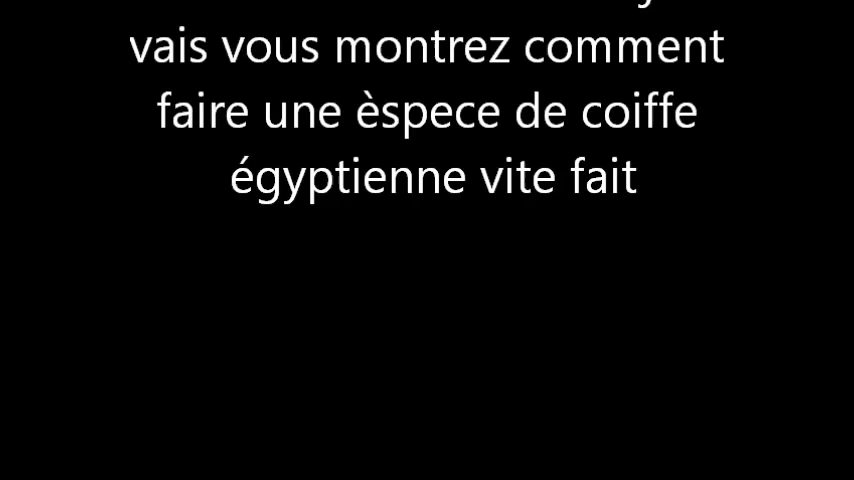 vais vous montrez comment
faire une èspece de coiffe
égyptienne vite fait